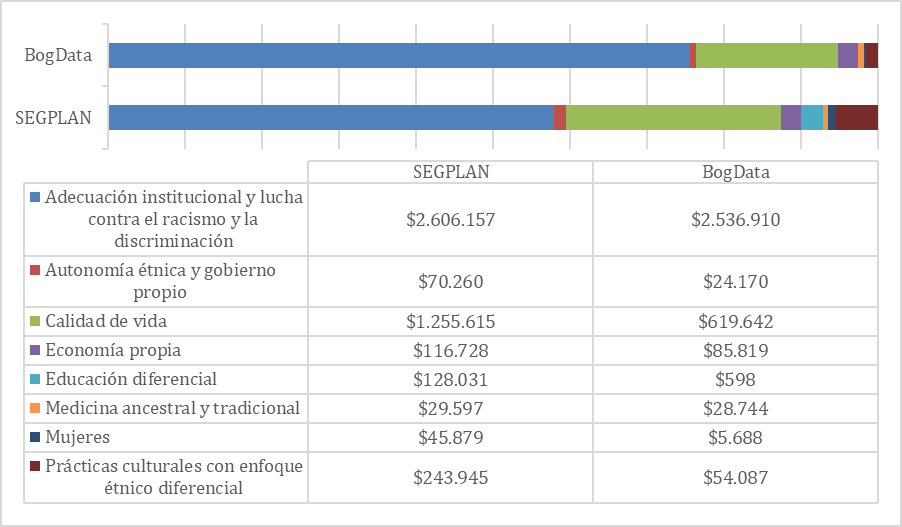 BogData
SEGPLAN
SEGPLAN BogData
Adecuación institucional y lucha
contra el racismo y la
discriminación
$2.606.157 $2.536.910
Autonomía étnica y gobierno
propio
$70.260 $24.170
Calidad de vida $1.255.615 $619.642
Economía propia $116.728 $85.819
Educación diferencial $128.031 $598
Medicina ancestral y tradicional $29.597 $28.744
Mujeres $45.879 $5.688
Prácticas culturales con enfoque
étnico diferencial
$243.945 $54.087